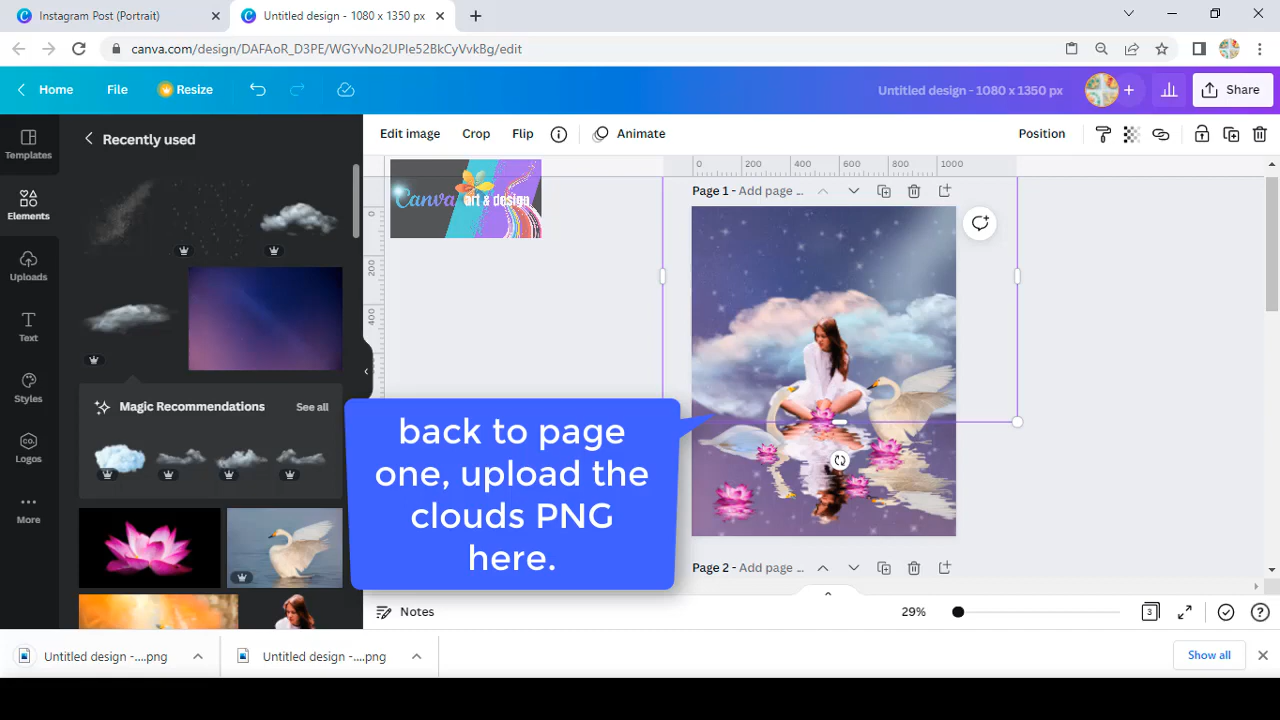 Instagram Post (Portrait)
Untitled design - 1080 x 1350 px
canva.com/design/DAFAoR_D3PE/WGYvNo2UPIe52BkCyVvkBg/edit
Home File Resize
Untitled design - 1080 x 1350 px
Share
Templates
Elements
Uploads
Text
Styles
Logos
More
Recently used
Magic Recommendations See all
Edit image Crop Flip Animate Position
Canva art & design
0 200 400 600 800 1000
0
200
400
Page 1 - Add page ...
back to page
one, upload the
clouds PNG
here.
Page 2 - Add page ...
Notes
29%
3
Untitled design -....png
Untitled design -....png
Show all